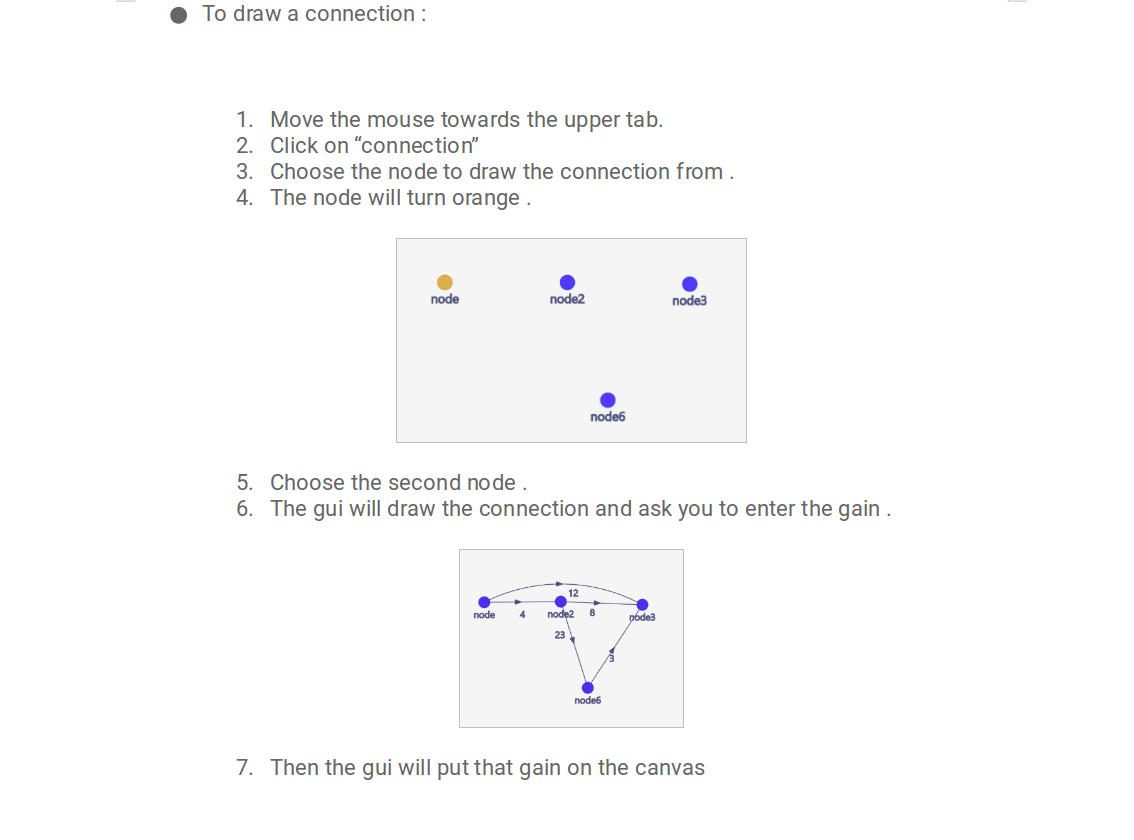 ● To draw a connection :
1. Move the mouse towards the upper tab.
2. Click on “connection”
3. Choose the node to draw the connection from .
4. The node will turn orange .
node node2 node3
node6
5. Choose the second node .
6. The gui will draw the connection and ask you to enter the gain .
12
node 4 node2 8 node3
23
3
node6
7. Then the gui will put that gain on the canvas